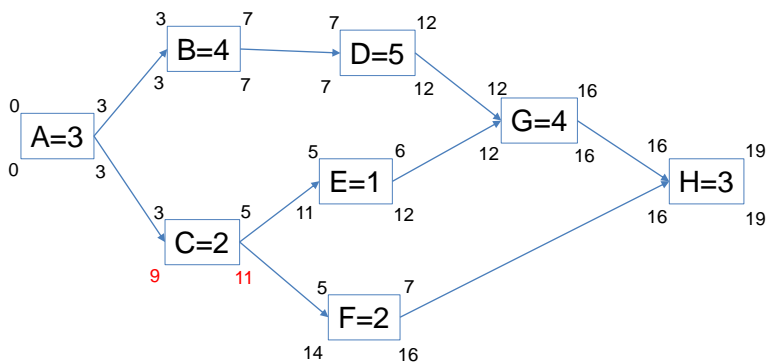 3 7 7 12
B=4 D=5
3 7 7 12
0 3 12 16
A=3 G=4
0 3 12 16
5 6 16 19
E=1 H=3
11 12 16 19
3 5
C=2
9 11
5 7
F=2
14 16